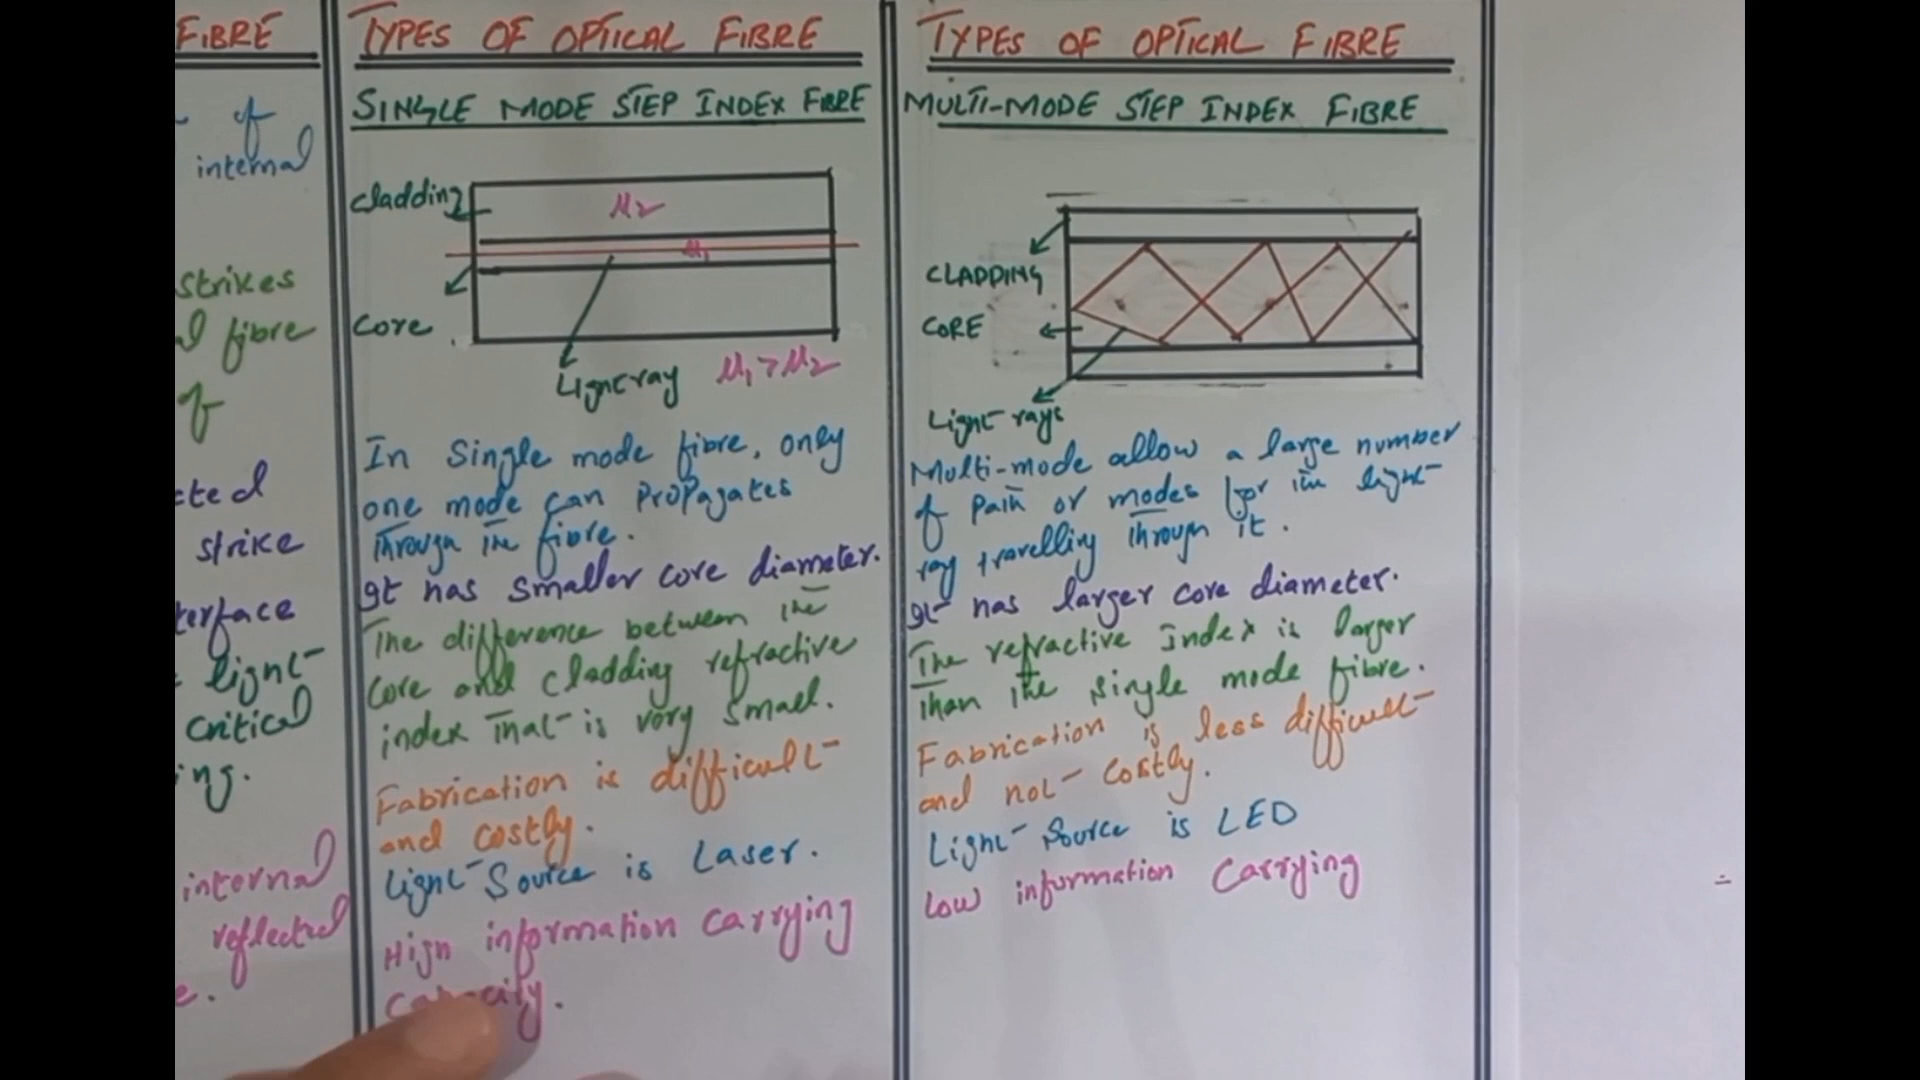 FIBRE
of
internal
strikes
fibre
of
cted
strike
terface
light
critical
ing.
internal
reflected
e.
TYPES OF OPTICAL FIBRE
SINGLE MODE STEP INDEX FIBRE
cladding
μ2
μ1
core
Light ray
μ1 > μ2
In single mode fibre, only
one mode can propagates
through the fibre.
It has smaller core diameter.
The difference between the
core and cladding refractive
index that is very small.
Fabrication is difficult
and costly.
Light source is Laser.
High information carrying
capacity.
TYPES OF OPTICAL FIBRE
MULTI-MODE STEP INDEX FIBRE
CLADDING
CORE
Light rays
Multi-mode allow a large number
of path or modes for the light
ray travelling through it.
It has larger core diameter.
The refractive index is larger
than the single mode fibre.
Fabrication is less difficult
and not costly.
Light source is LED
Low information carrying